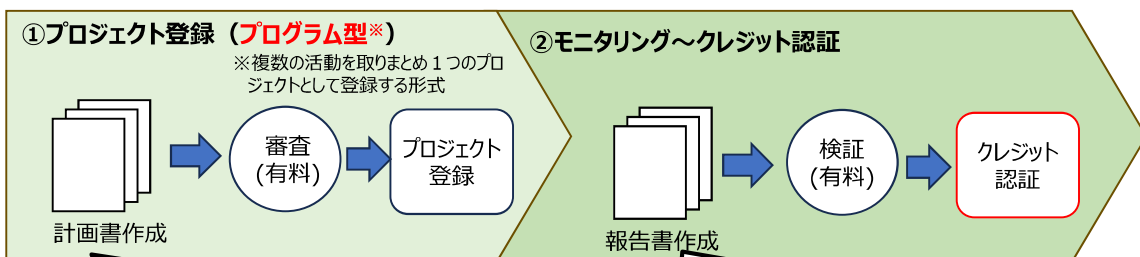 ①プロジェクト登録（プログラム型※）
※複数の活動を取りまとめ１つのプロ
ジェクトとして登録する形式
計画書作成
審査
(有料)
プロジェクト
登録
②モニタリング～クレジット認証
報告書作成
検証
(有料)
クレジット
認証